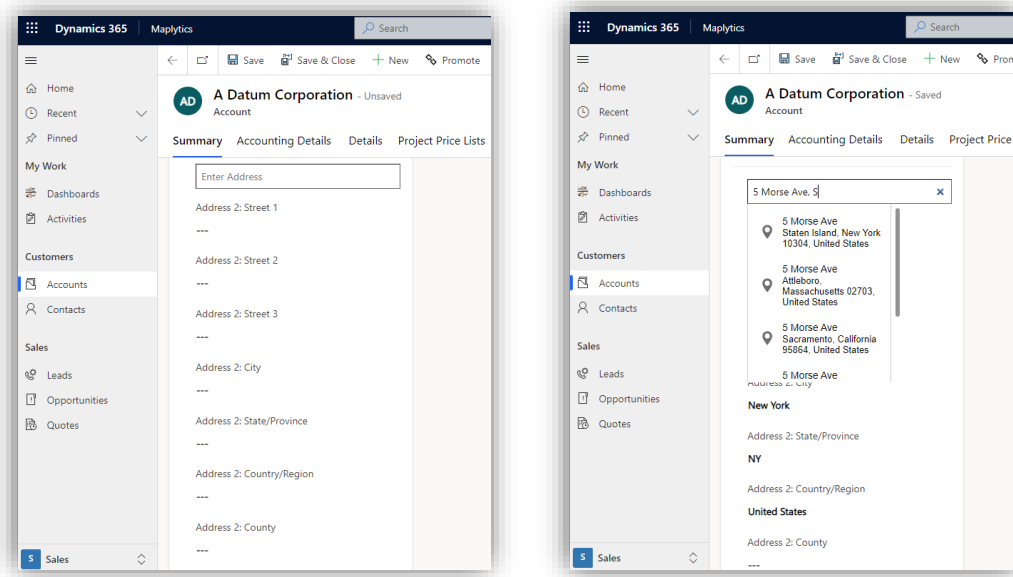 Dynamics 365 Maplytics Search
Save Save & Close New Promote
Home
Recent
Pinned
My Work
Dashboards
Activities
Customers
Accounts
Contacts
Sales
Leads
Opportunities
Quotes
S Sales
AD A Datum Corporation - Unsaved
Account
Summary Accounting Details Details Project Price Lists
Enter Address
Address 2: Street 1
---
Address 2: Street 2
---
Address 2: Street 3
---
Address 2: City
---
Address 2: State/Province
---
Address 2: Country/Region
---
Address 2: County
---
Dynamics 365 Maplytics Search
Save Save & Close New Pron
Home
Recent
Pinned
My Work
Dashboards
Activities
Customers
Accounts
Contacts
Sales
Leads
Opportunities
Quotes
S Sales
AD A Datum Corporation - Saved
Account
Summary Accounting Details Details Project Price
5 Morse Ave, S
5 Morse Ave
Staten Island, New York
10304, United States
5 Morse Ave
Attleboro,
Massachusetts 02703,
United States
5 Morse Ave
Sacramento, California
95864, United States
5 Morse Ave
Address 2: City
New York
Address 2: State/Province
NY
Address 2: Country/Region
United States
Address 2: County
---